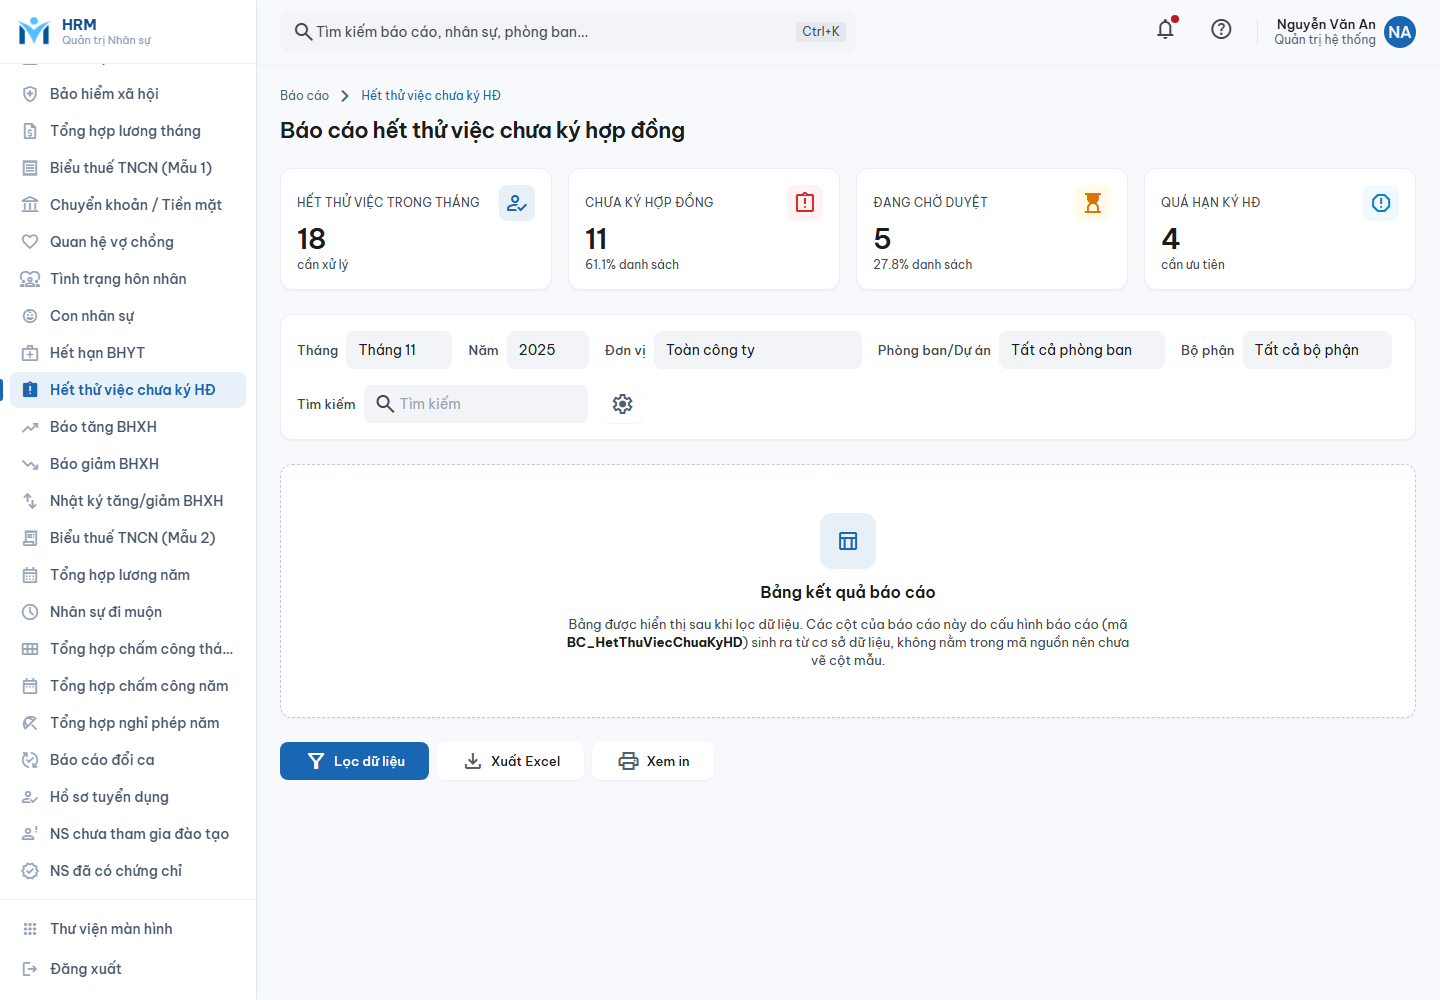 HRM
Quản trị Nhân sự
Tìm kiếm báo cáo, nhân sự, phòng ban...
Ctrl+K
Nguyễn Văn An
Quản trị hệ thống
NA
Bảo hiểm xã hội
Tổng hợp lương tháng
Biểu thuế TNCN (Mẫu 1)
Chuyển khoản / Tiền mặt
Quan hệ vợ chồng
Tình trạng hôn nhân
Con nhân sự
Hết hạn BHYT
Hết thử việc chưa ký HĐ
Báo tăng BHXH
Báo giảm BHXH
Nhật ký tăng/giảm BHXH
Biểu thuế TNCN (Mẫu 2)
Tổng hợp lương năm
Nhân sự đi muộn
Tổng hợp chấm công thá...
Tổng hợp chấm công năm
Tổng hợp nghỉ phép năm
Báo cáo đổi ca
Hồ sơ tuyển dụng
NS chưa tham gia đào tạo
NS đã có chứng chỉ
Thư viện màn hình
Đăng xuất
Báo cáo
Hết thử việc chưa ký HĐ
Báo cáo hết thử việc chưa ký hợp đồng
HẾT THỬ VIỆC TRONG THÁNG
18
cần xử lý
CHƯA KÝ HỢP ĐỒNG
11
61.1% danh sách
ĐANG CHỜ DUYỆT
5
27.8% danh sách
QUÁ HẠN KÝ HĐ
4
cần ưu tiên
Tháng
Tháng 11
Năm
2025
Đơn vị
Toàn công ty
Phòng ban/Dự án
Tất cả phòng ban
Bộ phận
Tất cả bộ phận
Tìm kiếm
Tìm kiếm
Bảng kết quả báo cáo
Bảng được hiển thị sau khi lọc dữ liệu. Các cột của báo cáo này do cấu hình báo cáo (mã
BC_HetThuViecChuaKyHD) sinh ra từ cơ sở dữ liệu, không nằm trong mã nguồn nên chưa
vẽ cột mẫu.
Lọc dữ liệu
Xuất Excel
Xem in